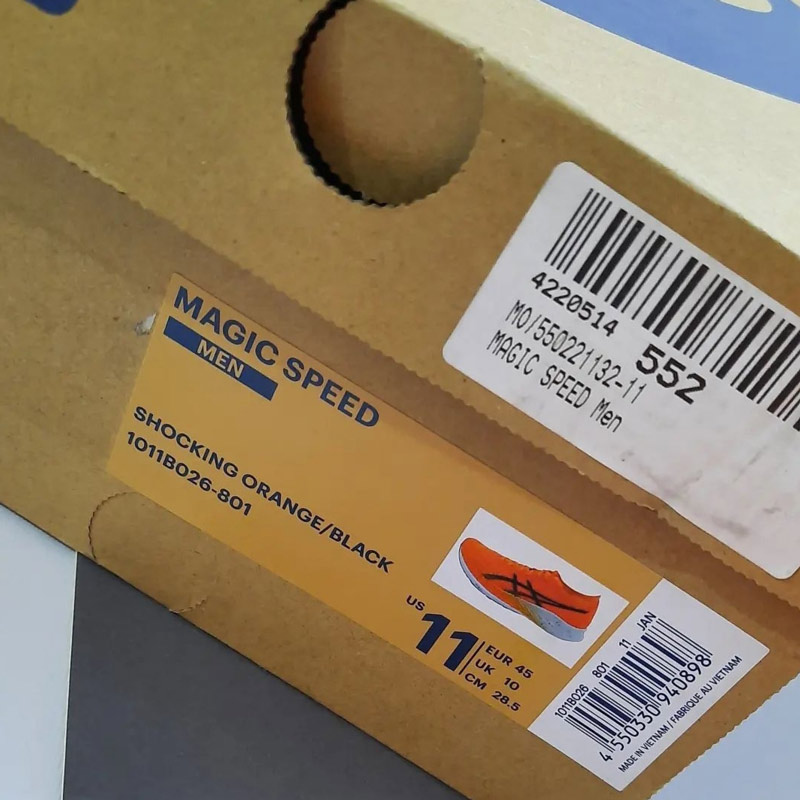 4220514 552
MO/550221132-11
MAGIC SPEED Men
MAGIC SPEED
MEN
SHOCKING ORANGE/BLACK
1011B026-801
US 11
EUR 45
UK 10
CM 28.5
1011B026 801 11 JAN
4 550330 940898
MADE IN VIETNAM / FABRIQUE AU VIETNAM